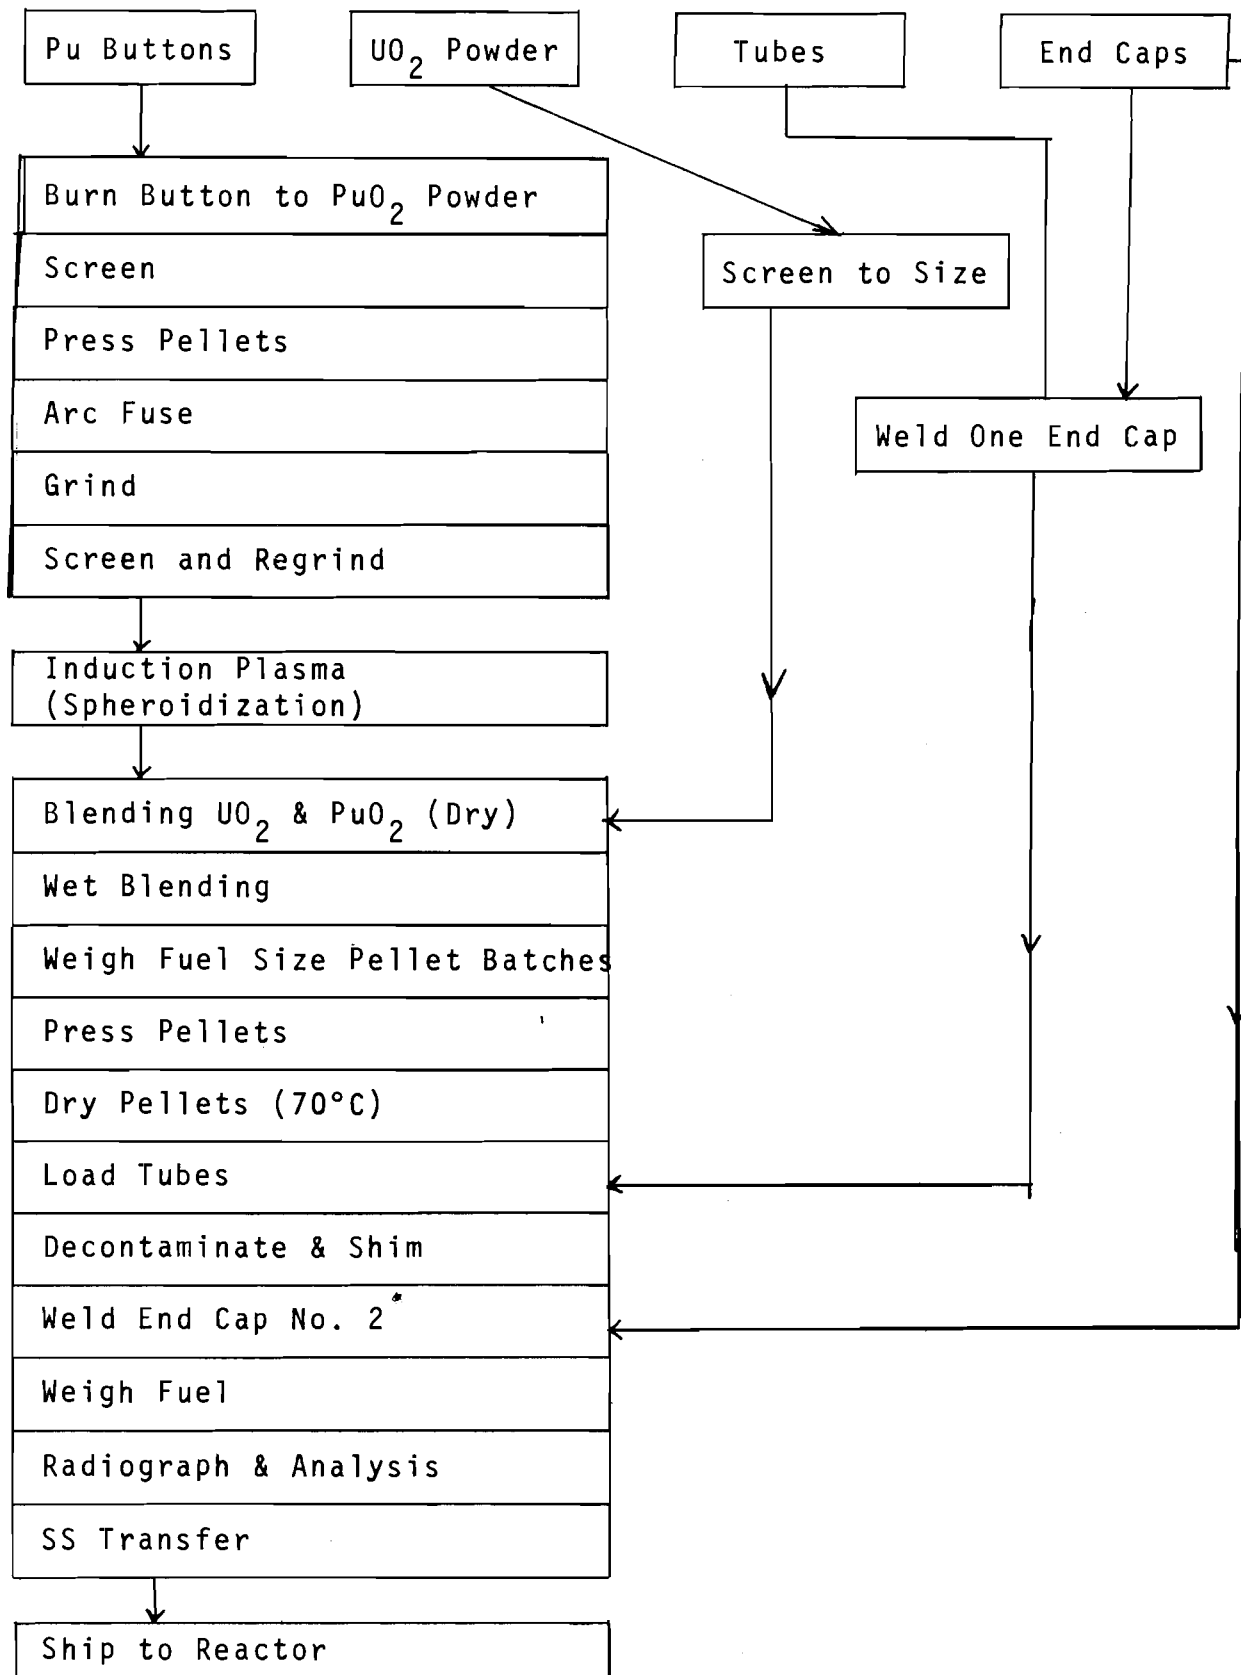 Pu Buttons
UO₂ Powder
Tubes
End Caps
Burn Button to PuO₂ Powder
Screen
Screen to Size
Press Pellets
Arc Fuse
Weld One End Cap
Grind
Screen and Regrind
Induction Plasma
(Spheroidization)
Blending UO₂ & PuO₂ (Dry)
Wet Blending
Weigh Fuel Size Pellet Batches
Press Pellets
Dry Pellets (70°C)
Load Tubes
Decontaminate & Shim
Weld End Cap No. 2
Weigh Fuel
Radiograph & Analysis
SS Transfer
Ship to Reactor